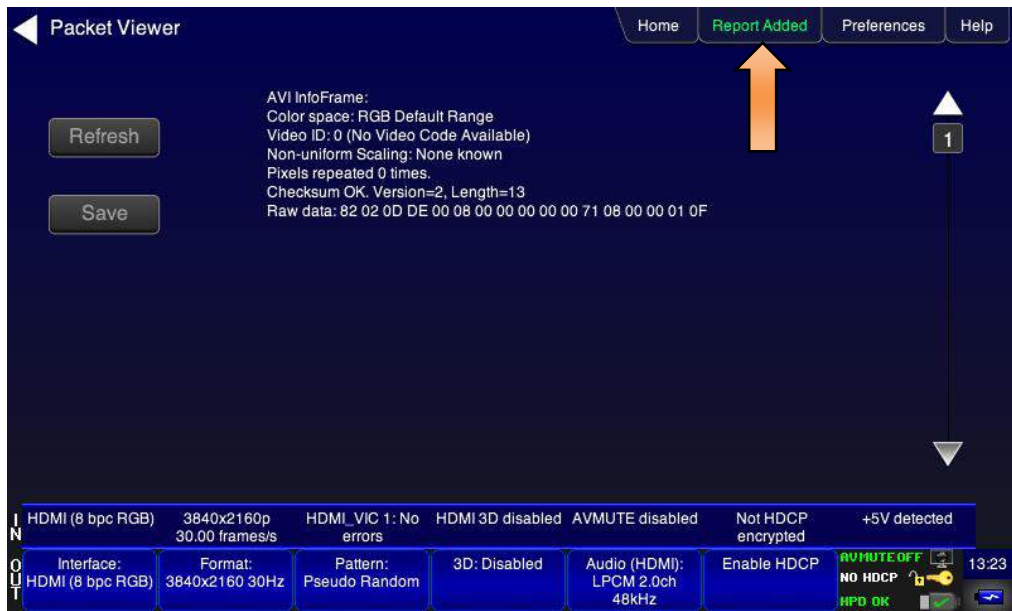 Packet Viewer
Home
Report Added
Preferences
Help
Refresh
Save
AVI InfoFrame:
Color space: RGB Default Range
Video ID: 0 (No Video Code Available)
Non-uniform Scaling: None known
Pixels repeated 0 times.
Checksum OK. Version=2, Length=13
Raw data: 82 02 0D DE 00 08 00 00 00 00 00 71 08 00 00 01 0F
1
IN
HDMI (8 bpc RGB)
3840x2160p
30.00 frames/s
HDMI_VIC 1: No
errors
HDMI 3D disabled
AVMUTE disabled
Not HDCP
encrypted
+5V detected
OUT
Interface:
HDMI (8 bpc RGB)
Format:
3840x2160 30Hz
Pattern:
Pseudo Random
3D: Disabled
Audio (HDMI):
LPCM 2.0ch
48kHz
Enable HDCP
AVMUTE OFF
NO HDCP
HPD OK
13:23